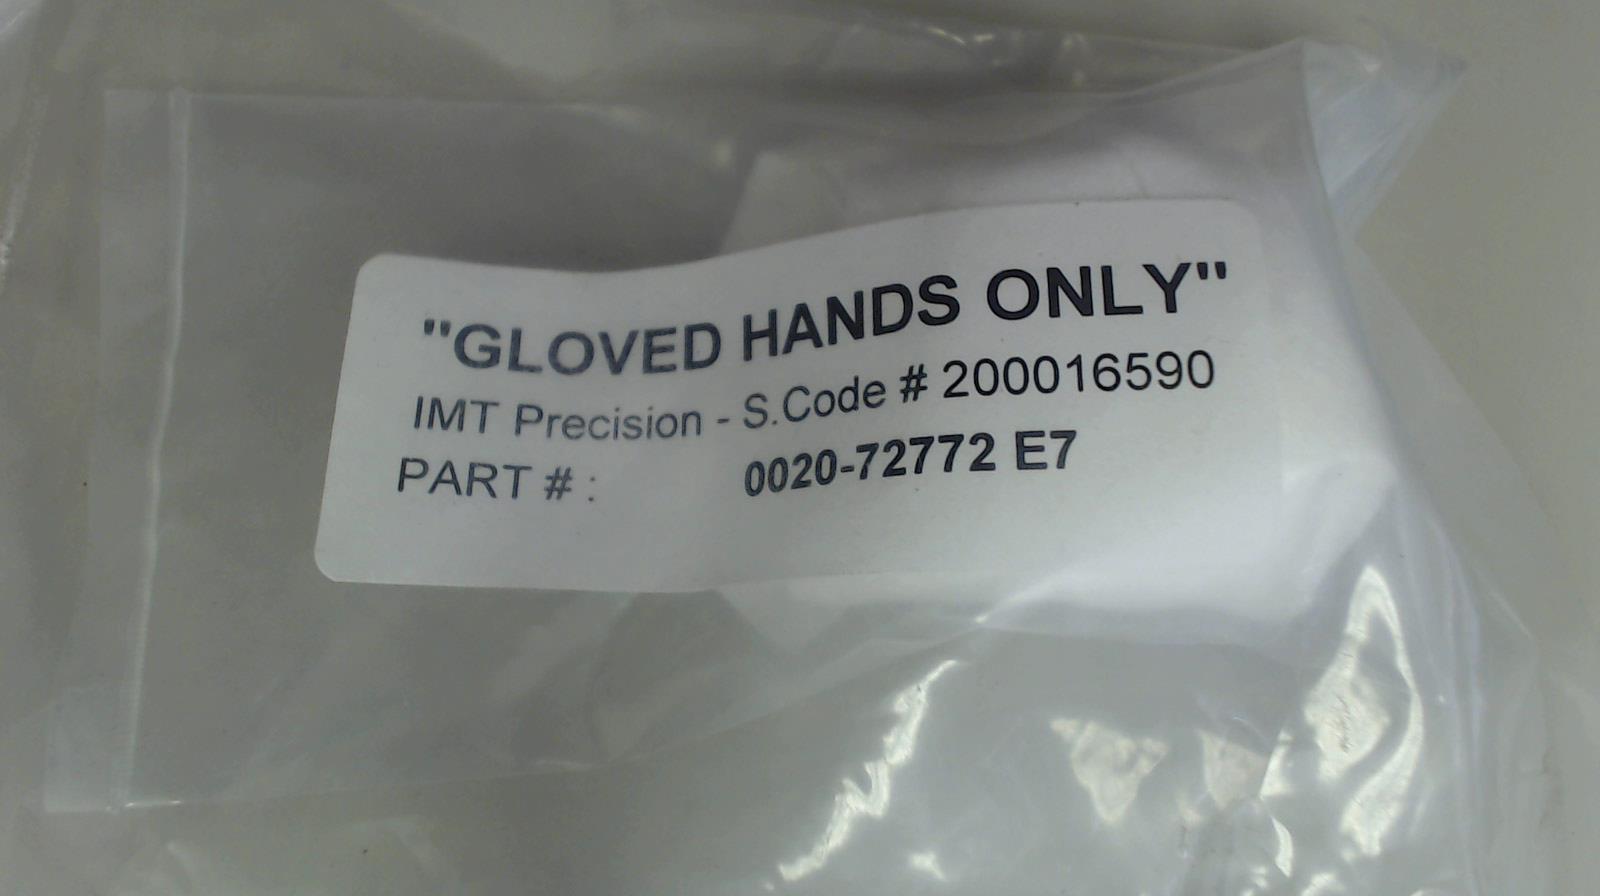 "GLOVED HANDS ONLY"
IMT Precision - S.Code # 200016590
PART # : 0020-72772 E7